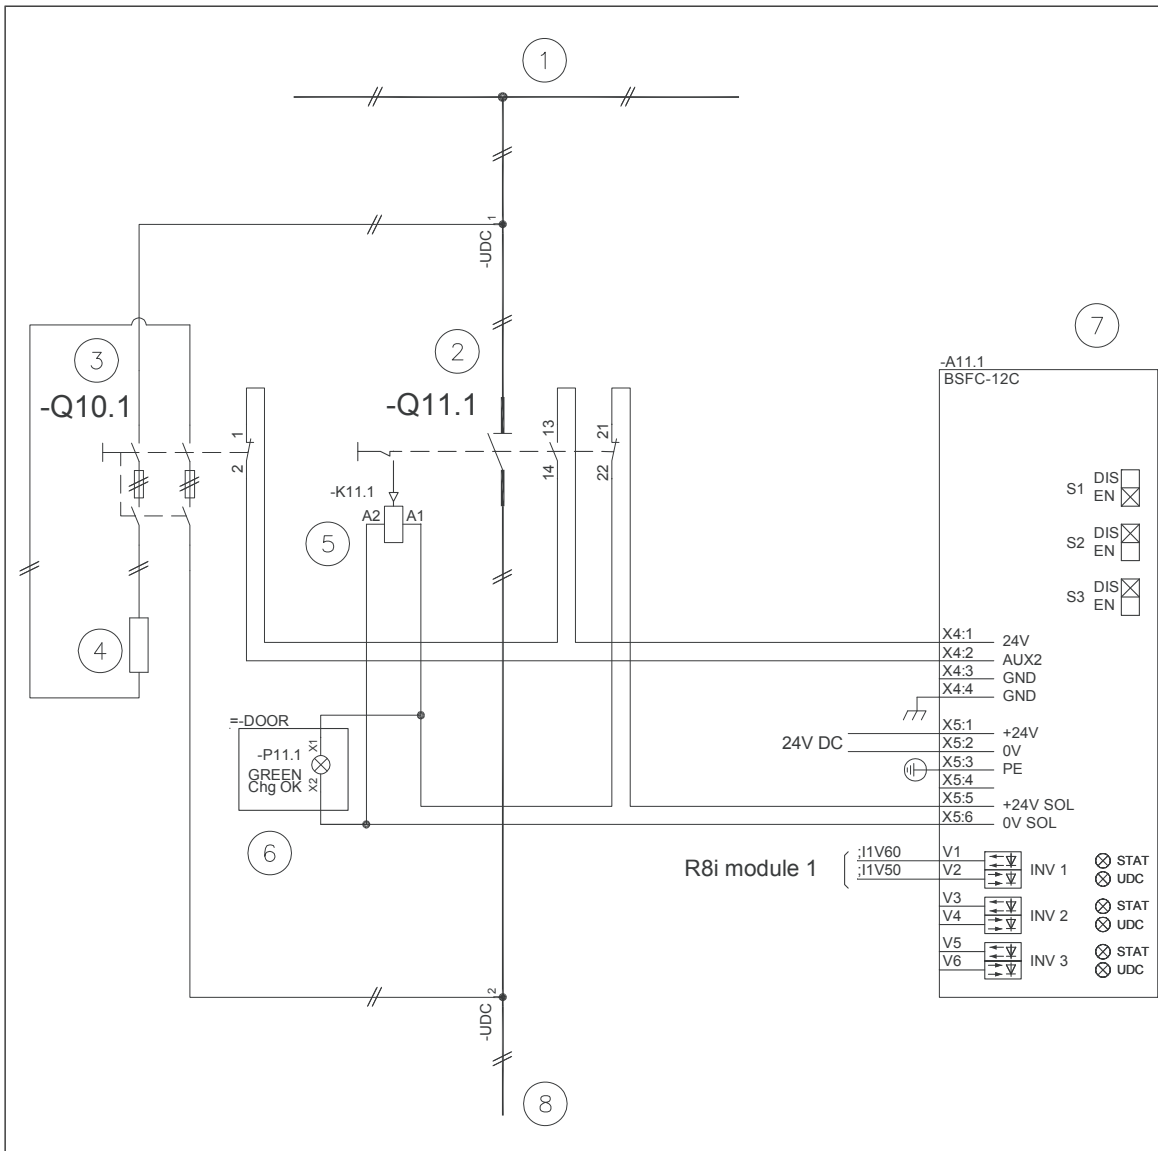 1
-UDC 1
2
3
-Q10.1
-Q11.1
1
2
13
14
21
22
-K11.1
A2
A1
5
4
=-DOOR
-P11.1
GREEN
Chg OK
X1
X2
6
-UDC 2
8
7
-A11.1
BSFC-12C
S1 DIS
EN
S2 DIS
EN
S3 DIS
EN
X4:1 24V
X4:2 AUX2
X4:3 GND
X4:4 GND
24V DC
X5:1 +24V
X5:2 0V
X5:3 PE
X5:4
X5:5 +24V SOL
X5:6 0V SOL
R8i module 1
;I1V60 V1
;I1V50 V2
INV 1
STAT
UDC
V3
V4
INV 2
STAT
UDC
V5
V6
INV 3
STAT
UDC